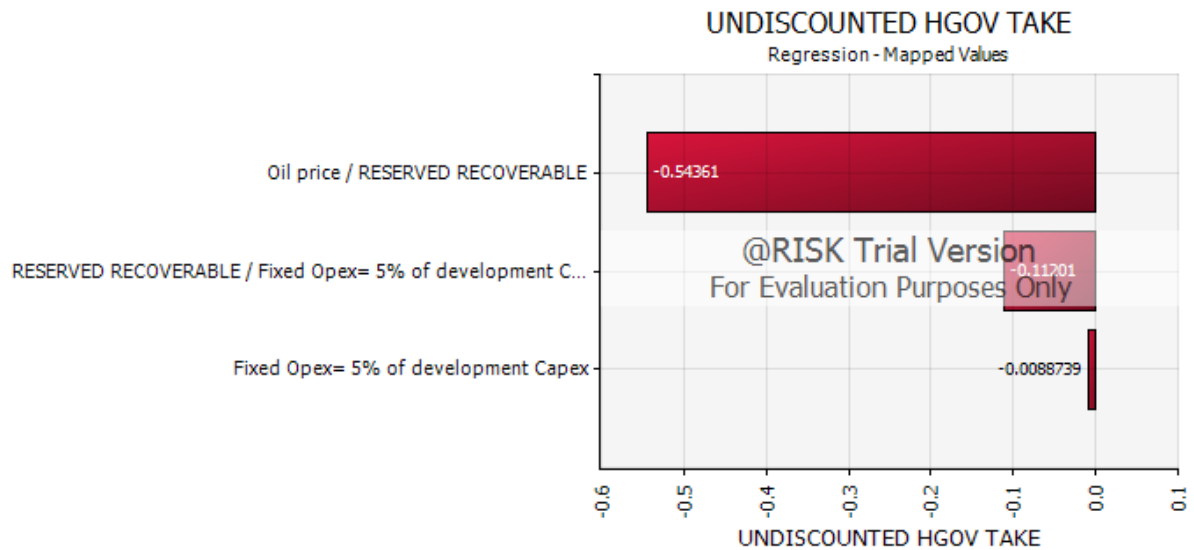 UNDISCOUNTED HGOV TAKE
Regression - Mapped Values
Oil price / RESERVED RECOVERABLE
-0.54361
RESERVED RECOVERABLE / Fixed Opex= 5% of development C...
-0.11201
@RISK Trial Version
For Evaluation Purposes Only
Fixed Opex= 5% of development Capex
-0.0088739
-0.6
-0.5
-0.4
-0.3
-0.2
-0.1
0.0
0.1
UNDISCOUNTED HGOV TAKE